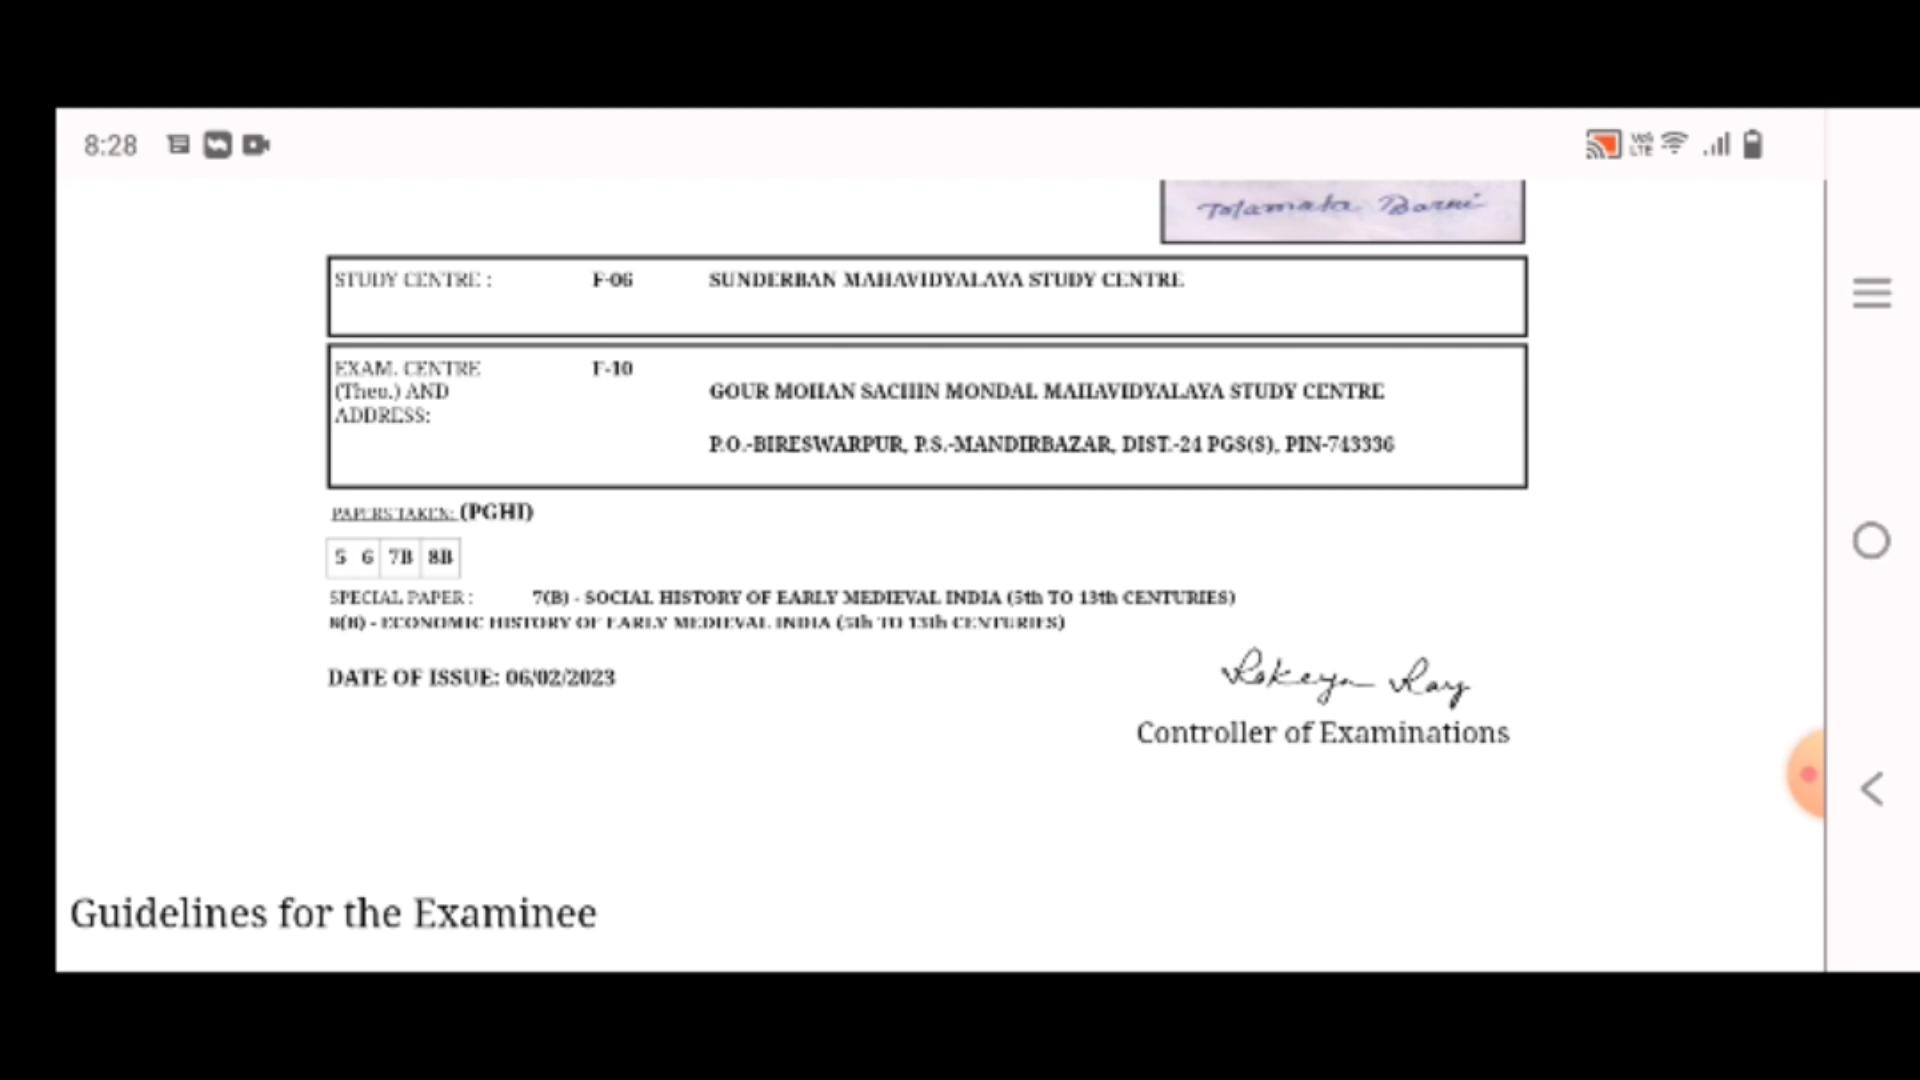 8:28
Mamata Barui
STUDY CENTRE : F-06 SUNDERBAN MAHAVIDYALAYA STUDY CENTRE
EXAM. CENTRE F-10
(Theo.) AND GOUR MOHAN SACHIN MONDAL MAHAVIDYALAYA STUDY CENTRE
ADDRESS:
P.O.-BIRESWARPUR, P.S.-MANDIRBAZAR, DIST.-24 PGS(S), PIN-743336
PAPERS TAKEN: (PGHI)
5 6 7B 8B
SPECIAL PAPER : 7(B) - SOCIAL HISTORY OF EARLY MEDIEVAL INDIA (5th TO 13th CENTURIES)
8(B) - ECONOMIC HISTORY OF EARLY MEDIEVAL INDIA (5th TO 13th CENTURIES)
DATE OF ISSUE: 06/02/2023
Controller of Examinations
Guidelines for the Examinee